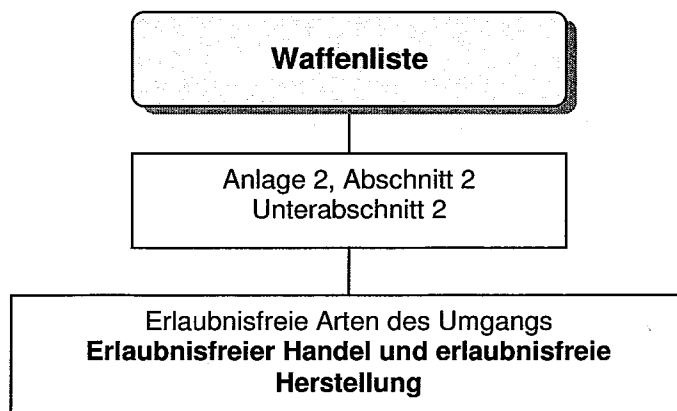 Waffenliste
Anlage 2, Abschnitt 2
Unterabschnitt 2
Erlaubnisfreie Arten des Umgangs
Erlaubnisfreier Handel und erlaubnisfreie
Herstellung